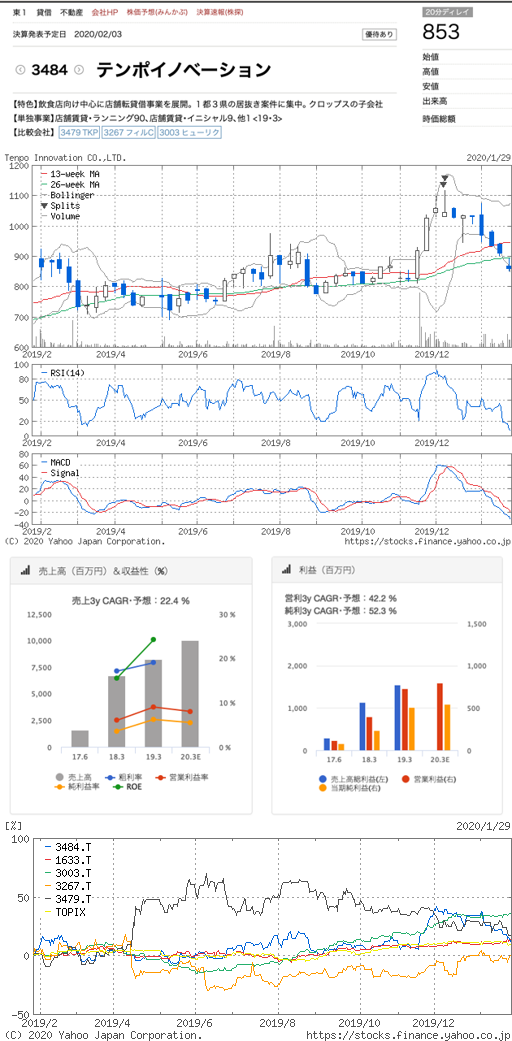 東1 貸借 不動産 会社HP 株価予想(みんかぶ) 決算速報(株探)
20分ディレイ
853
決算発表予定日 2020/02/03
優待あり
3484
テンポイノベーション
始値
高値
安値
出来高
時価総額
【特色】飲食店向け中心に店舗転貸借事業を展開。1都3県の居抜き案件に集中。クロップスの子会社
【単独事業】店舗賃貸・ランニング90、店舗賃貸・イニシャル9、他1<19・3>
【比較会社】 3479 TKP 3267 フィルC 3003 ヒューリク
Tenpo Innovation CO.,LTD.
2020/1/29
1200
1100
1000
900
800
700
600
13-week MA
26-week MA
Bollinger
Splits
Volume
2019/2 2019/4 2019/6 2019/8 2019/10 2019/12
100
80
50
20
0
RSI(14)
2019/2 2019/4 2019/6 2019/8 2019/10 2019/12
80
60
40
20
0
-20
-40
MACD
Signal
2019/2 2019/4 2019/6 2019/8 2019/10 2019/12
(C) 2020 Yahoo Japan Corporation.
https://stocks.finance.yahoo.co.jp/
売上高（百万円）＆収益性（%）
売上3y CAGR・予想：22.4 %
12,500
10,000
7,500
5,000
2,500
0
30 %
20 %
10 %
0 %
17.6 18.3 19.3 20.3E
売上高 粗利率 営業利益率
純利益率 ROE
利益（百万円）
営利3y CAGR・予想：42.2 %
純利3y CAGR・予想：52.3 %
3,000
2,000
1,000
0
1,500
1,000
500
0
17.6 18.3 19.3 20.3E
売上高総利益(左) 営業利益(右)
当期純利益(右)
[%]
2020/1/29
100
50
0
-50
3484.T
1633.T
3003.T
3267.T
3479.T
TOPIX
2019/2 2019/4 2019/6 2019/8 2019/10 2019/12
(C) 2020 Yahoo Japan Corporation.
https://stocks.finance.yahoo.co.jp/